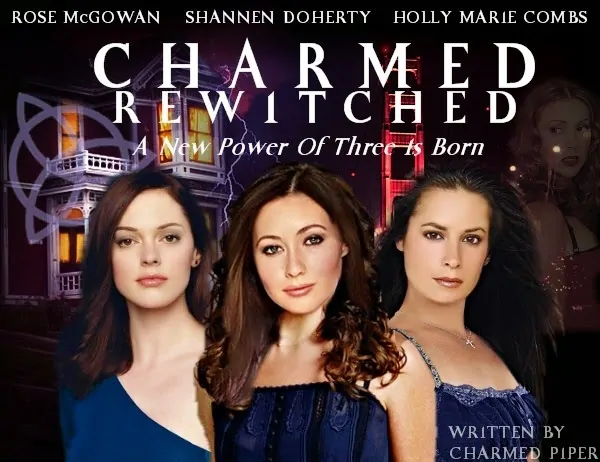 ROSE McGOWAN SHANNEN DOHERTY HOLLY MARIE COMBS
CHARMED
REWITCHED
A New Power Of Three Is Born
WRITTEN BY
CHARMED PIPER